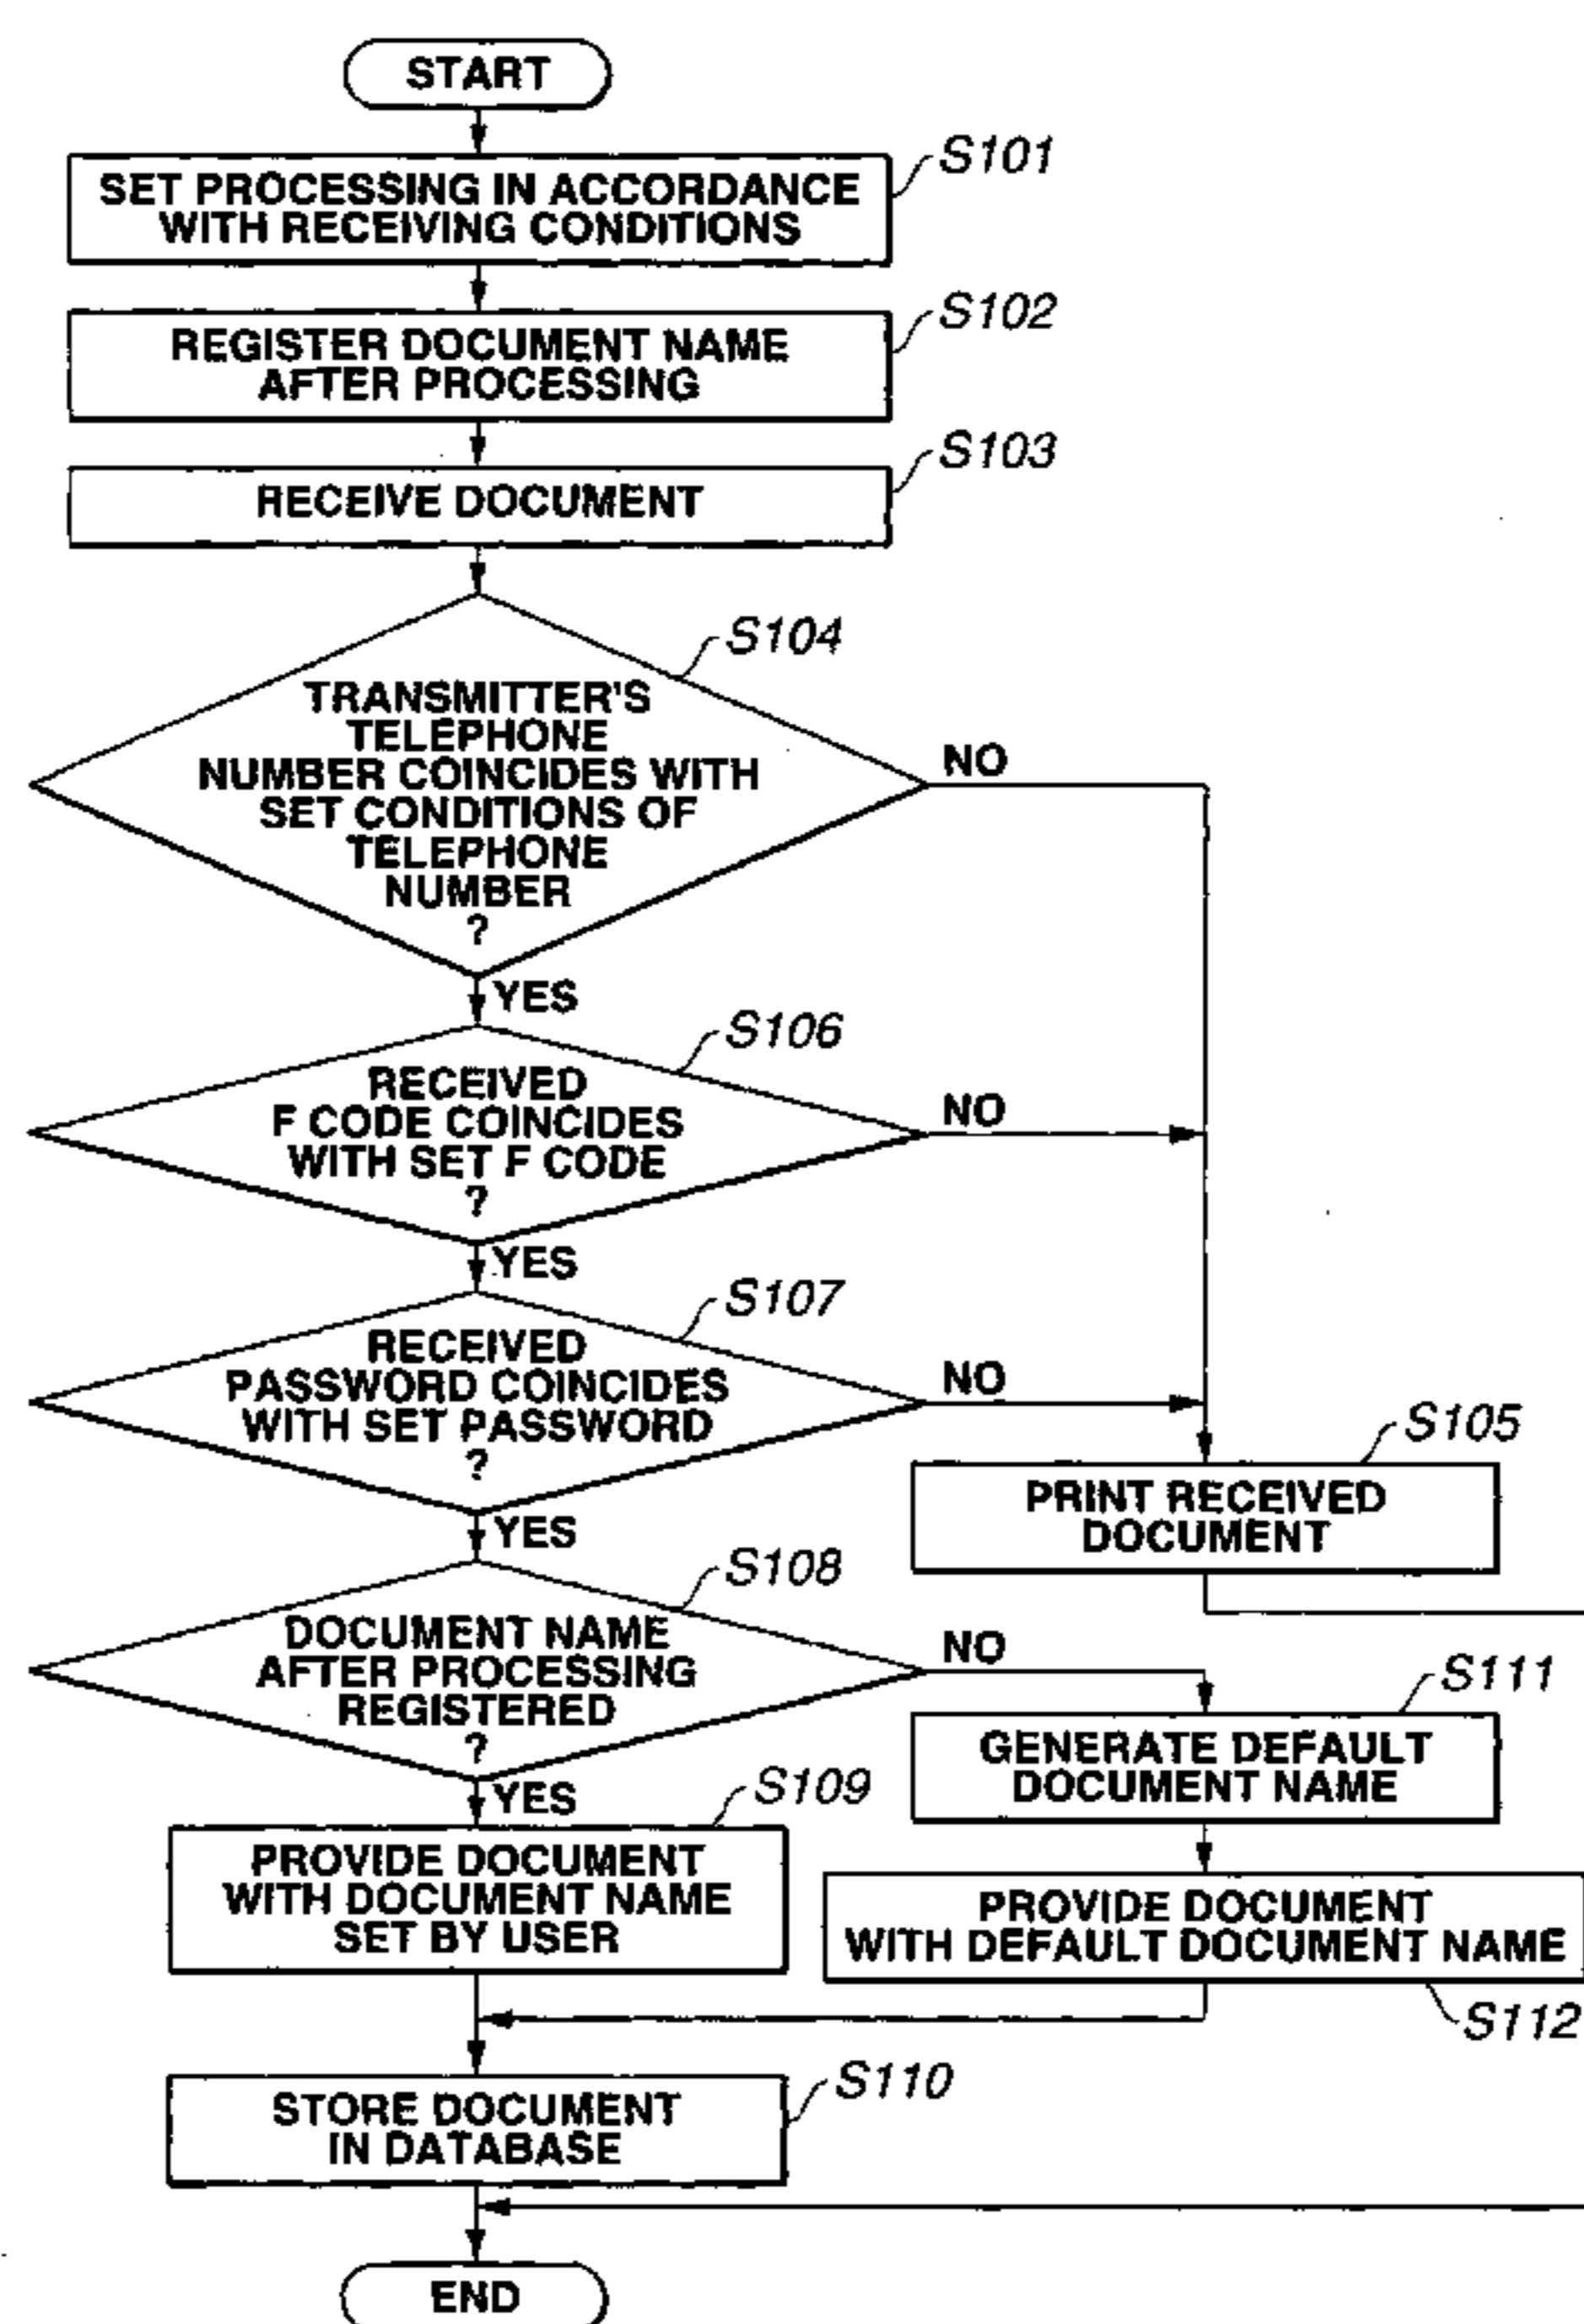 START
S101
SET PROCESSING IN ACCORDANCE
WITH RECEIVING CONDITIONS
S102
REGISTER DOCUMENT NAME
AFTER PROCESSING
S103
RECEIVE DOCUMENT
S104
TRANSMITTER'S
TELEPHONE
NUMBER COINCIDES WITH
SET CONDITIONS OF
TELEPHONE
NUMBER
?
NO
YES
S106
RECEIVED
F CODE COINCIDES
WITH SET F CODE
?
NO
YES
S107
RECEIVED
PASSWORD COINCIDES
WITH SET PASSWORD
?
NO
YES
S105
PRINT RECEIVED
DOCUMENT
S108
DOCUMENT NAME
AFTER PROCESSING
REGISTERED
?
NO
YES
S111
GENERATE DEFAULT
DOCUMENT NAME
S109
PROVIDE DOCUMENT
WITH DOCUMENT NAME
SET BY USER
PROVIDE DOCUMENT
WITH DEFAULT DOCUMENT NAME
S112
S110
STORE DOCUMENT
IN DATABASE
END